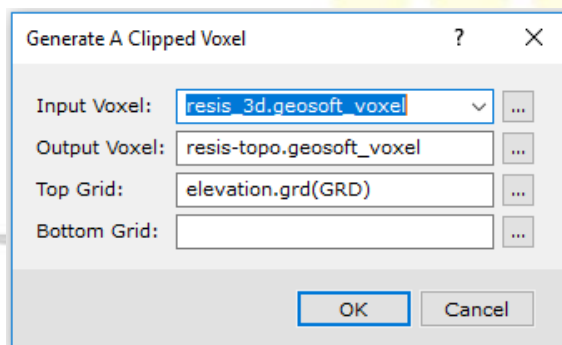 Generate A Clipped Voxel ?
Input Voxel: resis_3d.geosoft_voxel ...
Output Voxel: resis-topo.geosoft_voxel ...
Top Grid: elevation.grd(GRD) ...
Bottom Grid: ...
OK Cancel